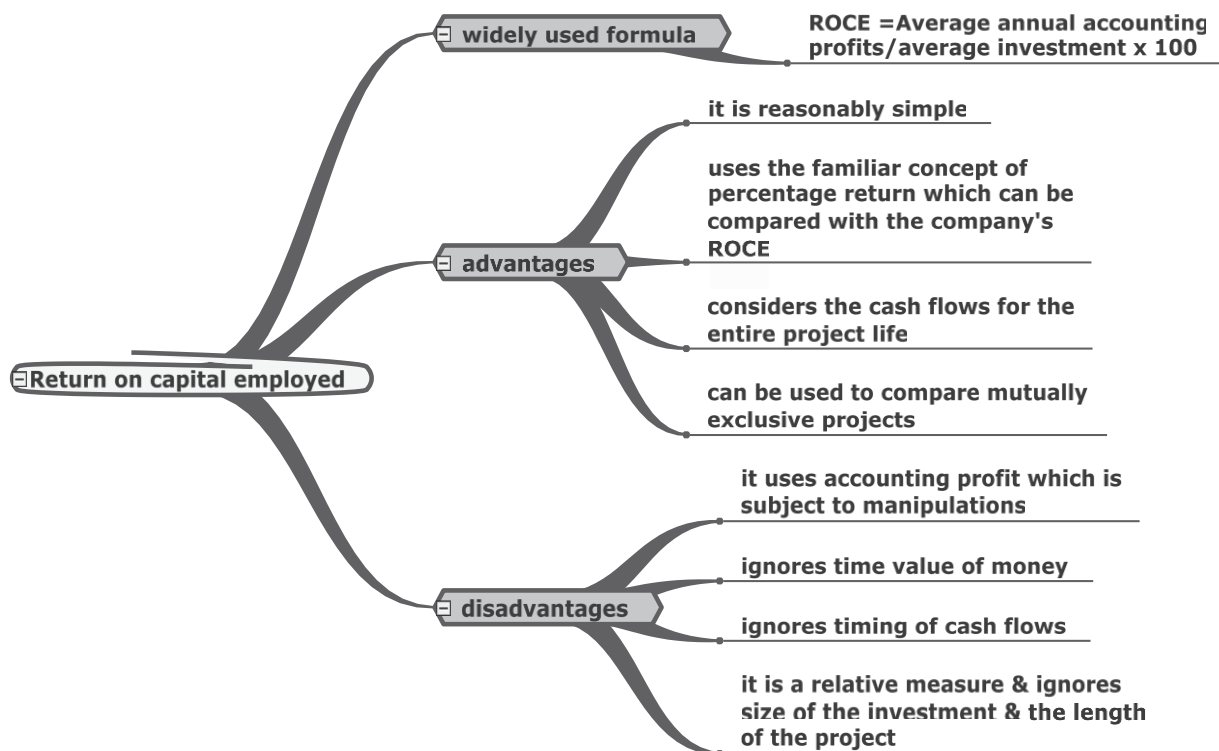 widely used formula
ROCE =Average annual accounting
profits/average investment x 100
it is reasonably simple
uses the familiar concept of
percentage return which can be
compared with the company's
ROCE
advantages
considers the cash flows for the
entire project life
Return on capital employed
can be used to compare mutually
exclusive projects
it uses accounting profit which is
subject to manipulations
ignores time value of money
disadvantages
ignores timing of cash flows
it is a relative measure & ignores
size of the investment & the length
of the project